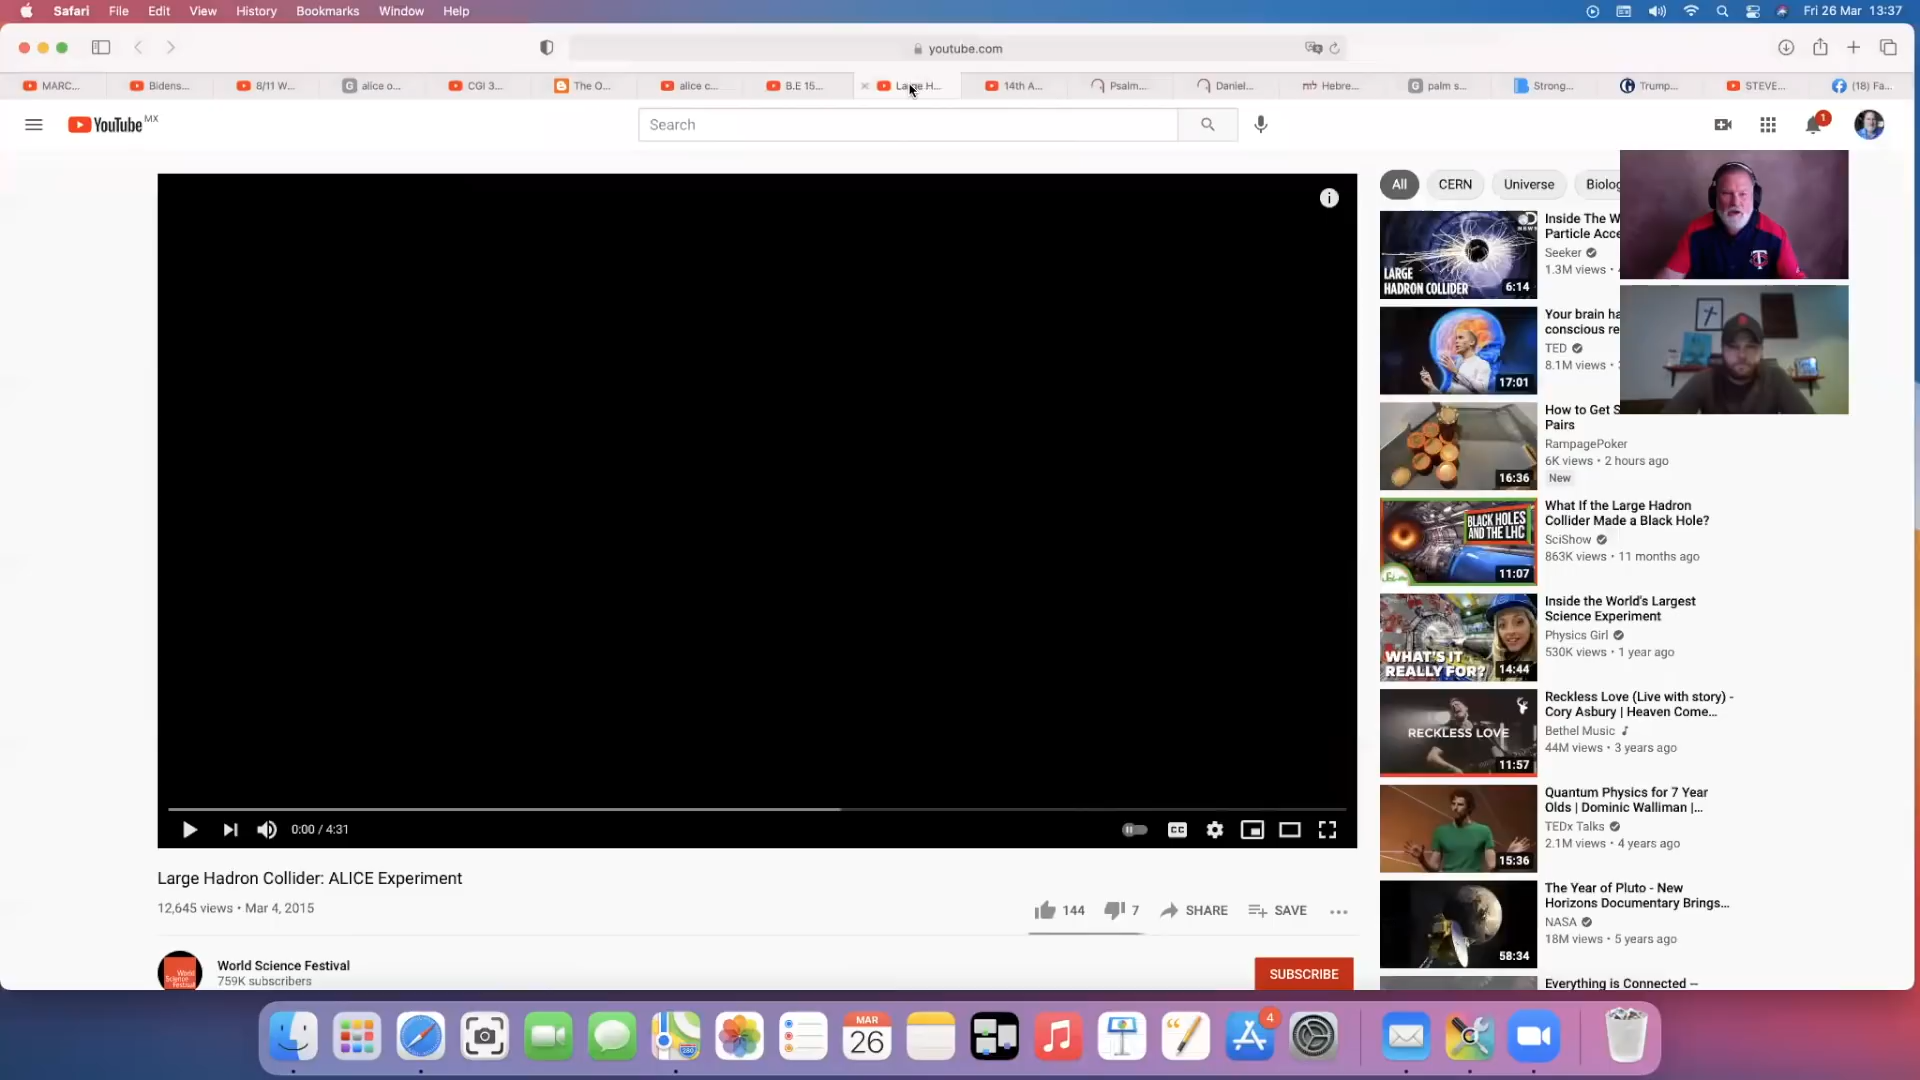 Safari File Edit View History Bookmarks Window Help
Fri 26 Mar 13:37
youtube.com
MARC... Bidens... 8/11 W... alice o... CGI 3... The O... alice c... B.E 15... Large H... 14th A... Psalm... Daniel... Hebre... palm s... Strong... Trump... STEVE... (18) Fa...
YouTube MX
Search
1
All CERN Universe Biolog
Inside The W
Particle Acce
Seeker
1.3M views •
LARGE
HADRON COLLIDER
6:14
Your brain ha
conscious re
TED
8.1M views •
17:01
How to Get S
Pairs
RampagePoker
6K views • 2 hours ago
New
16:36
What If the Large Hadron
Collider Made a Black Hole?
SciShow
863K views • 11 months ago
BLACK HOLES
AND THE LHC
11:07
Inside the World's Largest
Science Experiment
Physics Girl
530K views • 1 year ago
WHAT'S IT
REALLY FOR?
14:44
Reckless Love (Live with story) -
Cory Asbury | Heaven Come...
Bethel Music
44M views • 3 years ago
RECKLESS LOVE
11:57
Quantum Physics for 7 Year
Olds | Dominic Walliman |...
TEDx Talks
2.1M views • 4 years ago
15:36
The Year of Pluto - New
Horizons Documentary Brings...
NASA
18M views • 5 years ago
58:34
Everything is Connected --
0:00 / 4:31
CC
Large Hadron Collider: ALICE Experiment
12,645 views • Mar 4, 2015
144 7 SHARE SAVE
World Science Festival
759K subscribers
SUBSCRIBE
MAR
26
4